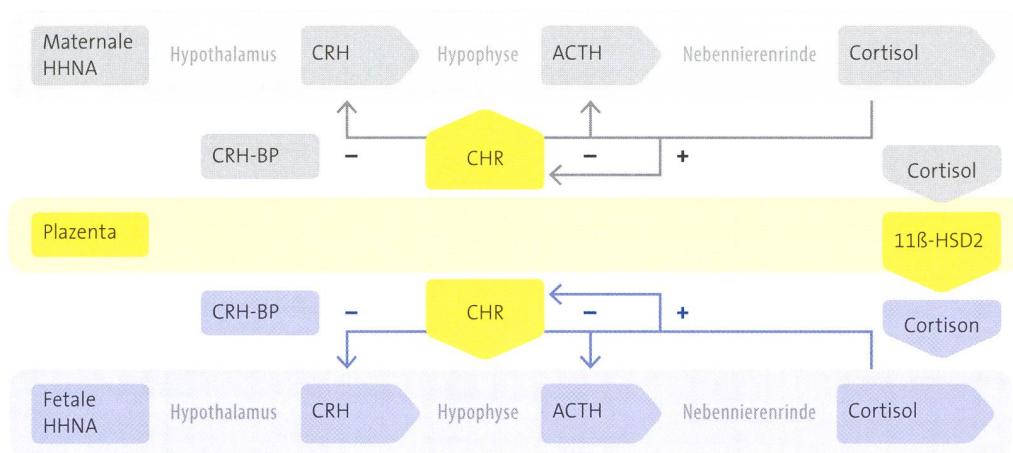 Maternale
HHNA
Hypothalamus
CRH
Hypophyse
ACTH
Nebennierenrinde
Cortisol
CRH-BP
–
CHR
–
+
Cortisol
Plazenta
11ß-HSD2
CRH-BP
–
CHR
–
+
Cortison
Fetale
HHNA
Hypothalamus
CRH
Hypophyse
ACTH
Nebennierenrinde
Cortisol